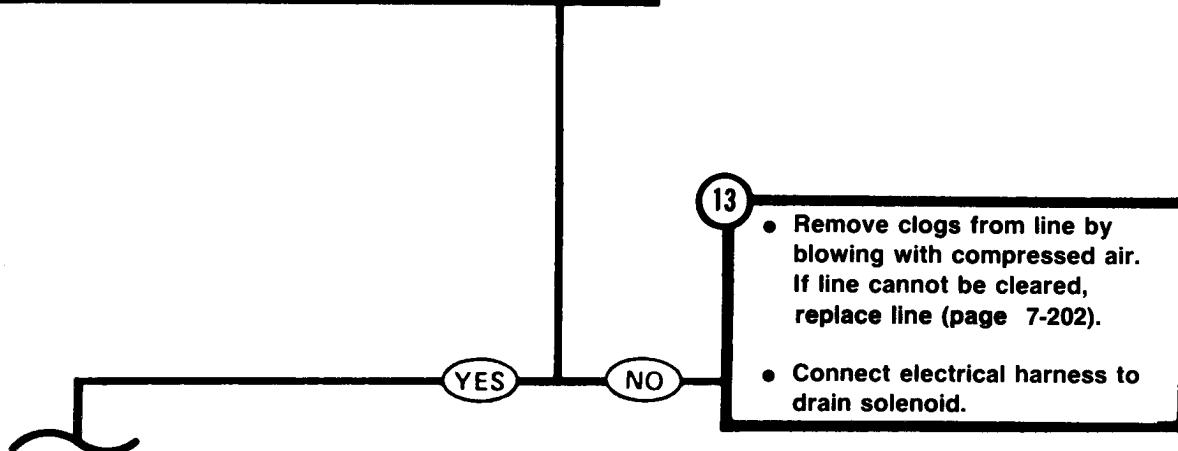 13
● Remove clogs from line by
blowing with compressed air.
If line cannot be cleared,
replace line (page 7-202).
● Connect electrical harness to
drain solenoid.
YES
NO